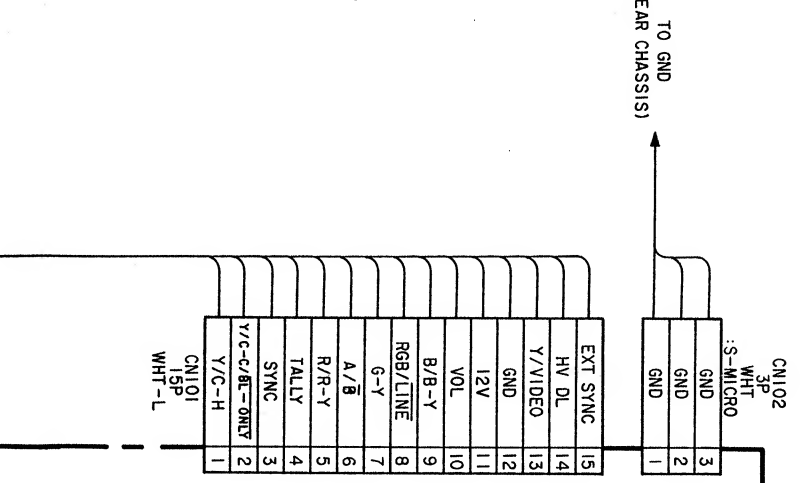 TO GND
EAR CHASSIS)
CN102
3P
WHT
:S-MICRO
GND 3
GND 2
GND 1
EXT SYNC 15
HV DL 14
Y/VIDEO 13
GND 12
12V 11
VOL 10
B/B-Y 9
RGB/LINE 8
G-Y 7
A/B 6
R/R-Y 5
TALLY 4
SYNC 3
Y/C-C/BL-ONLY 2
Y/C-H 1
CN101
15P
WHT-L